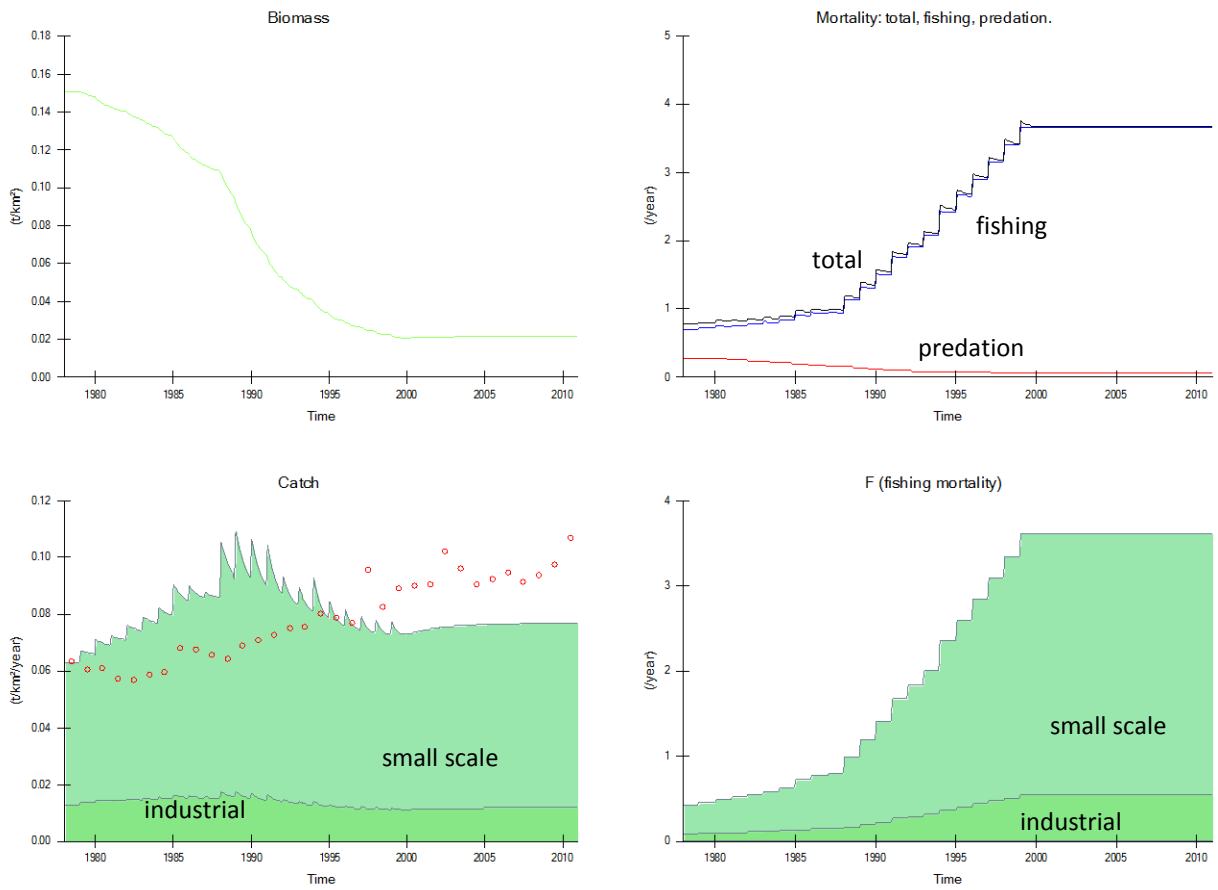 Biomass
0.18
0.16
0.14
0.12
0.10
0.08
0.06
0.04
0.02
0.00
(t/km²)
1980 1985 1990 1995 2000 2005 2010
Time
Mortality: total, fishing, predation.
5
4
3
2
1
0
(/year)
total
fishing
predation
1980 1985 1990 1995 2000 2005 2010
Time
Catch
0.12
0.10
0.08
0.06
0.04
0.02
0.00
(t/km²/year)
small scale
industrial
1980 1985 1990 1995 2000 2005 2010
Time
F (fishing mortality)
4
3
2
1
0
(/year)
small scale
industrial
1980 1985 1990 1995 2000 2005 2010
Time